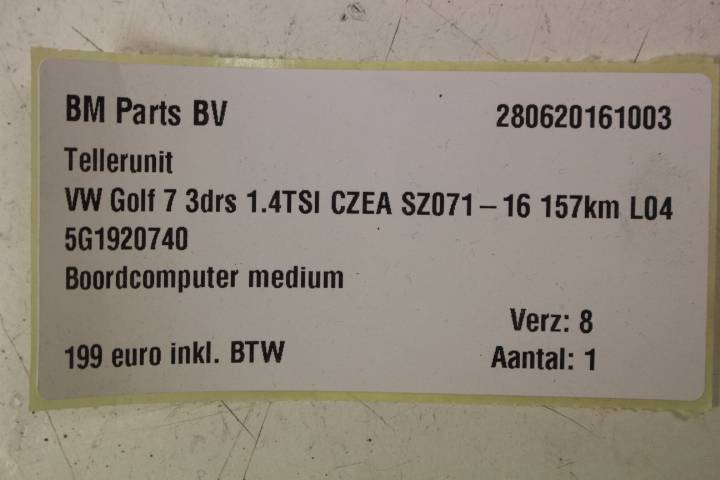 BM Parts BV 280620161003
Tellerunit
VW Golf 7 3drs 1.4TSI CZEA SZ071-16 157km L04
5G1920740
Boordcomputer medium
Verz: 8
199 euro inkl. BTW Aantal: 1